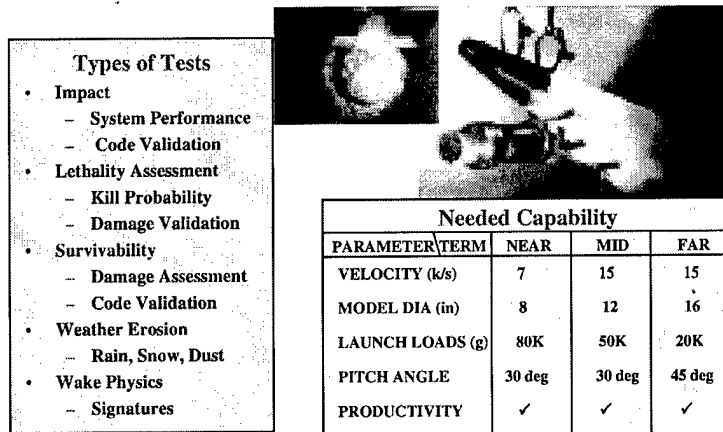 Types of Tests
• Impact
– System Performance
– Code Validation
• Lethality Assessment
– Kill Probability
– Damage Validation
• Survivability
– Damage Assessment
– Code Validation
• Weather Erosion
– Rain, Snow, Dust
• Wake Physics
– Signatures
Needed Capability
PARAMETER\TERM NEAR MID FAR
VELOCITY (k/s) 7 15 15
MODEL DIA (in) 8 12 16
LAUNCH LOADS (g) 80K 50K 20K
PITCH ANGLE 30 deg 30 deg 45 deg
PRODUCTIVITY ✓ ✓ ✓